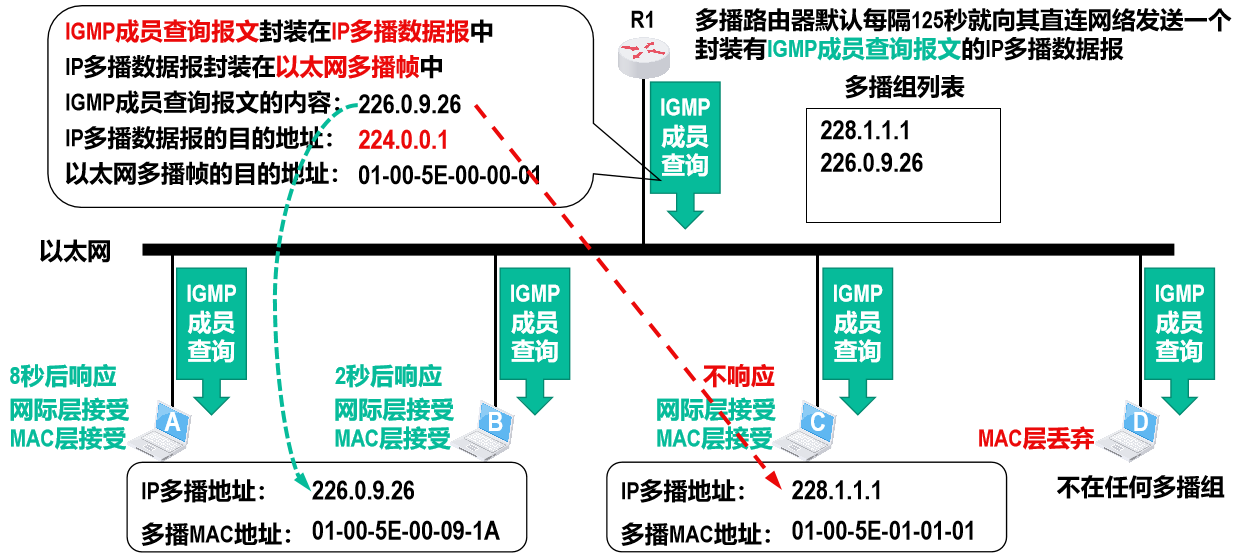 IGMP成员查询报文封装在IP多播数据报中
IP多播数据报封装在以太网多播帧中
IGMP成员查询报文的内容：226.0.9.26
IP多播数据报的目的地址：224.0.0.1
以太网多播帧的目的地址：01-00-5E-00-00-01
R1
多播路由器默认每隔125秒就向其直连网络发送一个
封装有IGMP成员查询报文的IP多播数据报
IGMP
成员
查询
多播组列表
228.1.1.1
226.0.9.26
以太网
IGMP
成员
查询
IGMP
成员
查询
IGMP
成员
查询
IGMP
成员
查询
8秒后响应
网际层接受
MAC层接受
A
2秒后响应
网际层接受
MAC层接受
B
不响应
网际层接受
MAC层接受
C
MAC层丢弃
D
不在任何多播组
IP多播地址：226.0.9.26
多播MAC地址：01-00-5E-00-09-1A
IP多播地址：228.1.1.1
多播MAC地址：01-00-5E-01-01-01